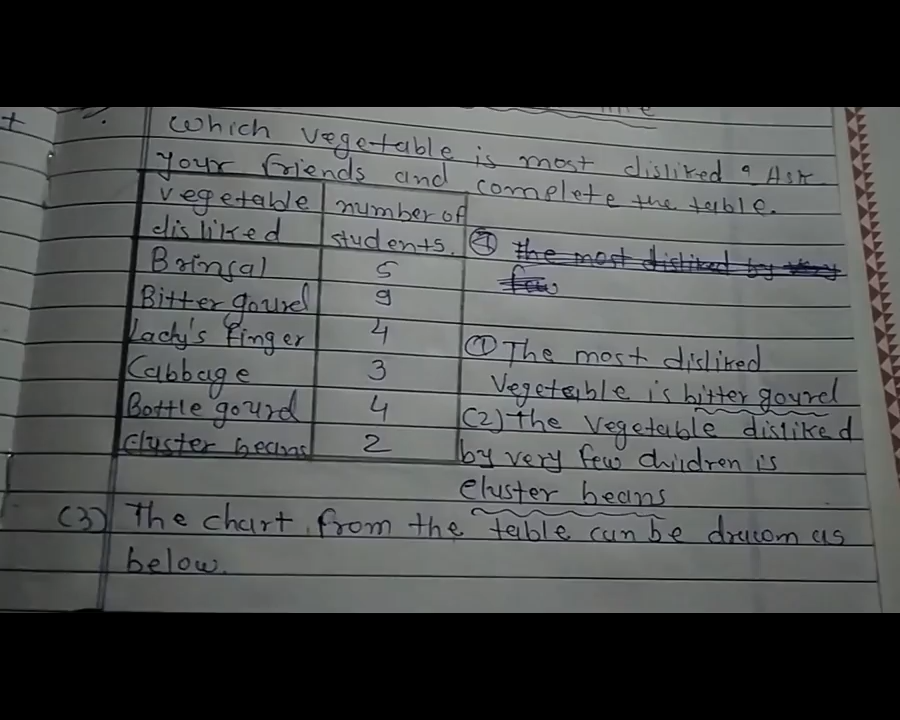 t
Which vegetable is most disliked ? Ask
your friends and complete the table.
vegetable disliked | number of students.
Brinjal 5
Bitter gourd 9
Lady's finger 4
Cabbage 3
Bottle gourd 4
cluster beans 2
the most disliked by very
few
① The most disliked
Vegetable is bitter gourd
(2) The vegetable disliked
by very few children is
cluster beans
(3) The chart from the table can be drawn as
below.